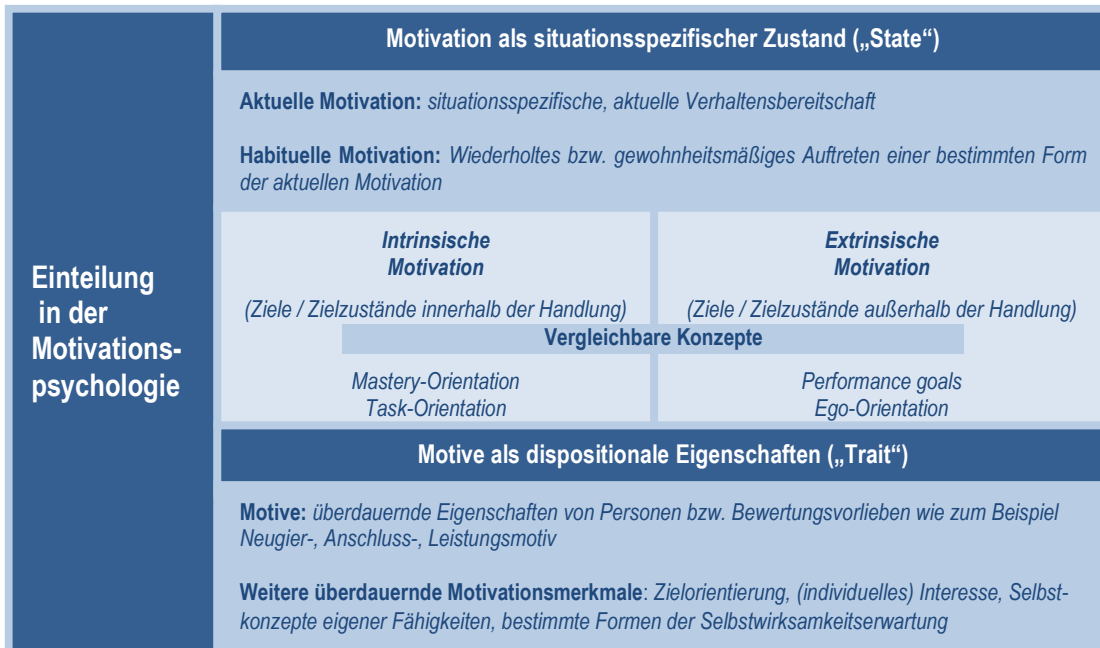 Einteilung
in der
Motivations-
psychologie
Motivation als situationsspezifischer Zustand („State“)
Aktuelle Motivation: situationsspezifische, aktuelle Verhaltensbereitschaft
Habituelle Motivation: Wiederholtes bzw. gewohnheitsmäßiges Auftreten einer bestimmten Form
der aktuellen Motivation
Intrinsische
Motivation
(Ziele / Zielzustände innerhalb der Handlung)
Extrinsische
Motivation
(Ziele / Zielzustände außerhalb der Handlung)
Vergleichbare Konzepte
Mastery-Orientation
Task-Orientation
Performance goals
Ego-Orientation
Motive als dispositionale Eigenschaften („Trait“)
Motive: überdauernde Eigenschaften von Personen bzw. Bewertungsvorlieben wie zum Beispiel
Neugier-, Anschluss-, Leistungsmotiv
Weitere überdauernde Motivationsmerkmale: Zielorientierung, (individuelles) Interesse, Selbst-
konzepte eigener Fähigkeiten, bestimmte Formen der Selbstwirksamkeitserwartung